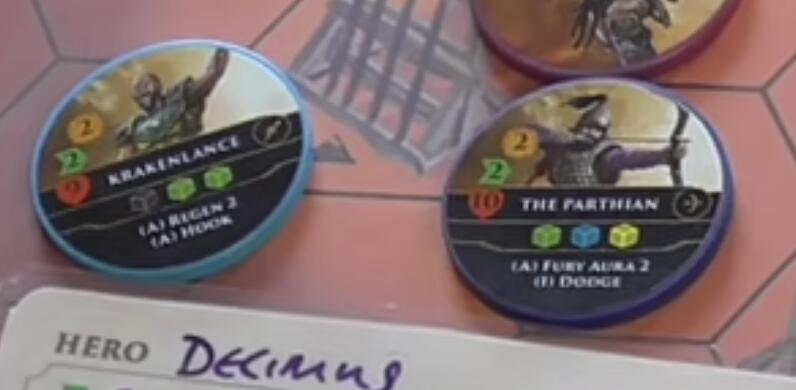 2
2
9
KRAKENLANCE
(A) REGEN 2
(A) HOOK
2
2
10
THE PARTHIAN
(A) FURY AURA 2
(I) DODGE
HERO DECIMUS